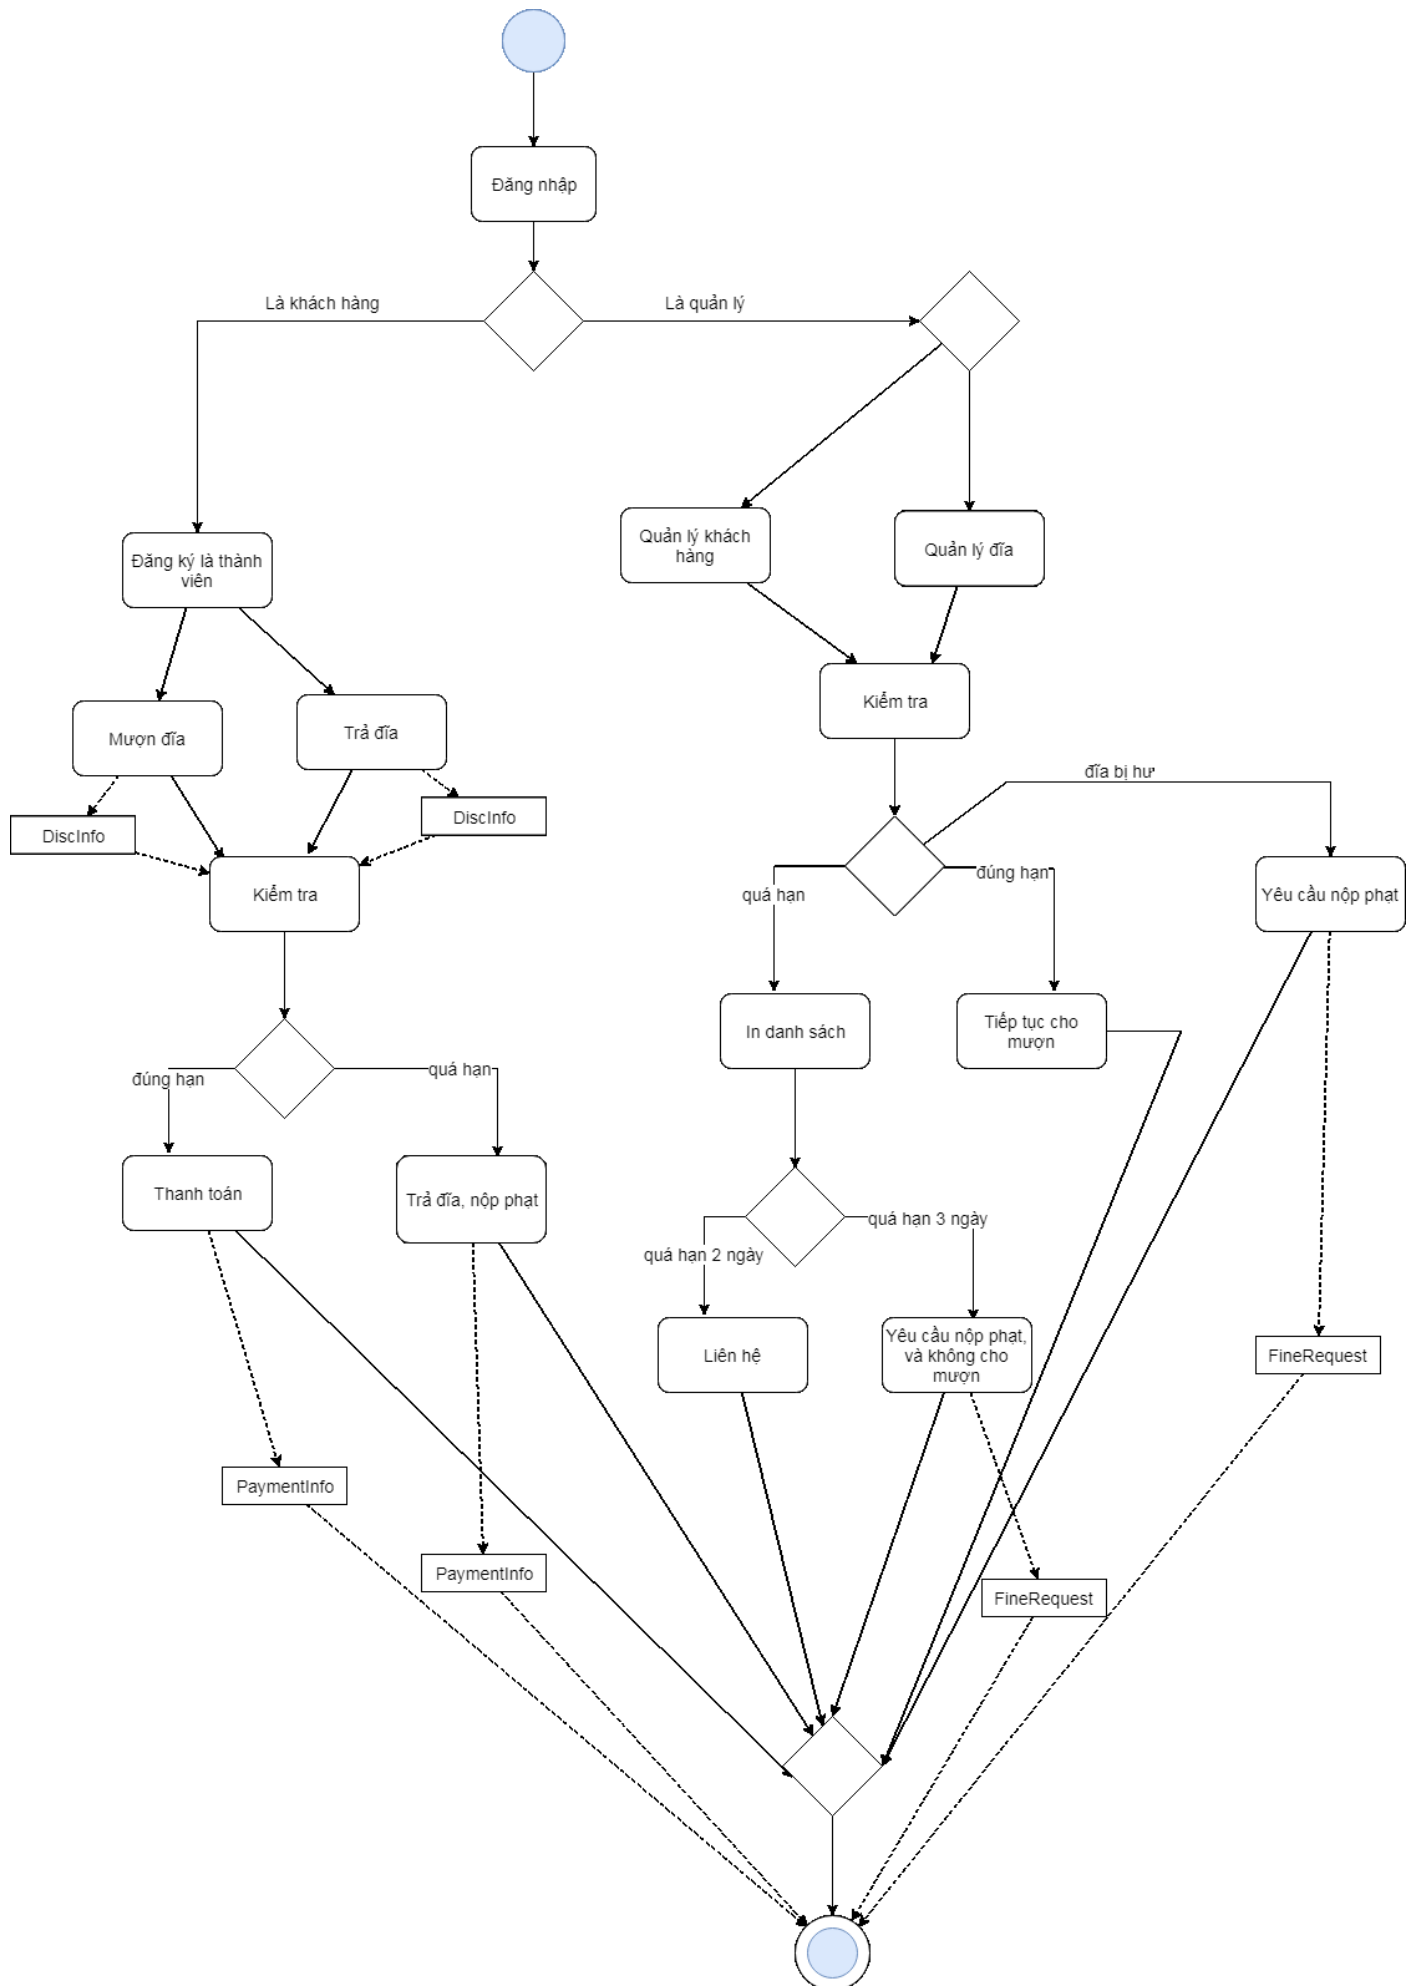 Đăng nhập
Là khách hàng
Là quản lý
Quản lý khách
hàng
Quản lý đĩa
Đăng ký là thành
viên
Kiểm tra
Mượn đĩa
Trả đĩa
đĩa bị hư
DiscInfo
DiscInfo
quá hạn
đúng hạn
Yêu cầu nộp phạt
Kiểm tra
In danh sách
Tiếp tục cho
mượn
đúng hạn
quá hạn
Thanh toán
Trả đĩa, nộp phạt
quá hạn 2 ngày
quá hạn 3 ngày
Liên hệ
Yêu cầu nộp phạt,
và không cho
mượn
FineRequest
PaymentInfo
PaymentInfo
FineRequest